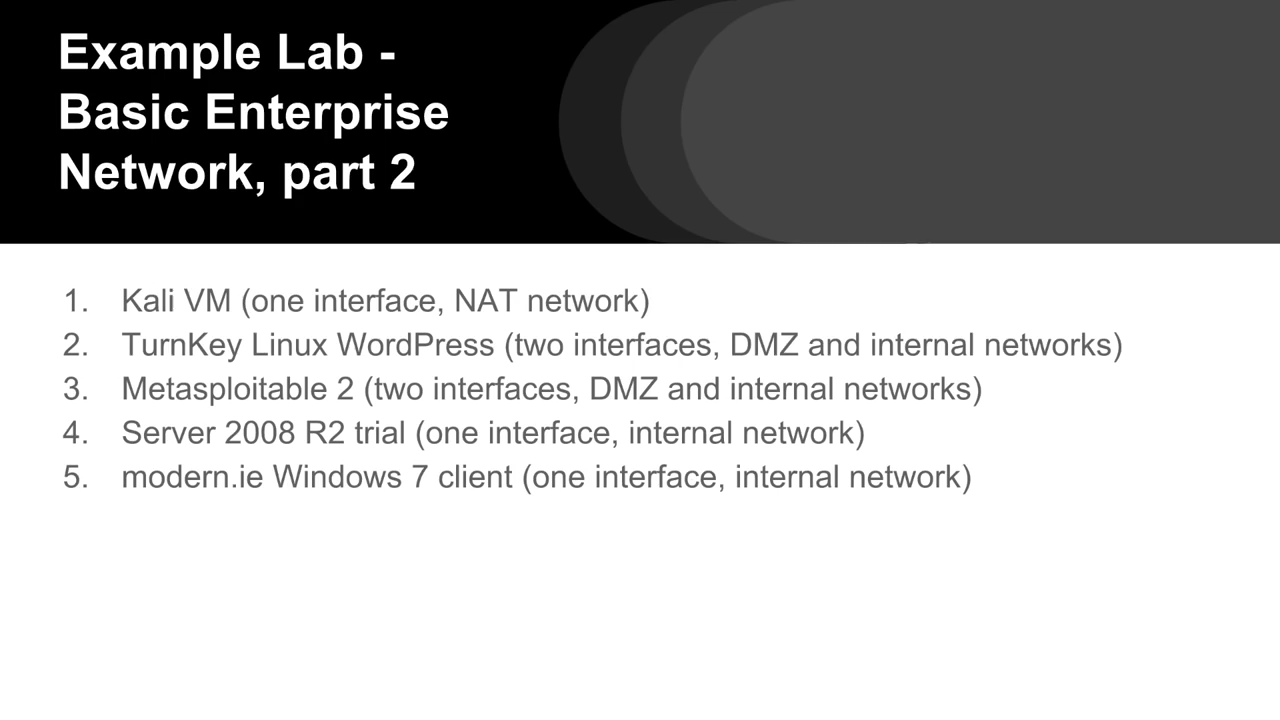 Example Lab -
Basic Enterprise
Network, part 2
1. Kali VM (one interface, NAT network)
2. TurnKey Linux WordPress (two interfaces, DMZ and internal networks)
3. Metasploitable 2 (two interfaces, DMZ and internal networks)
4. Server 2008 R2 trial (one interface, internal network)
5. modern.ie Windows 7 client (one interface, internal network)